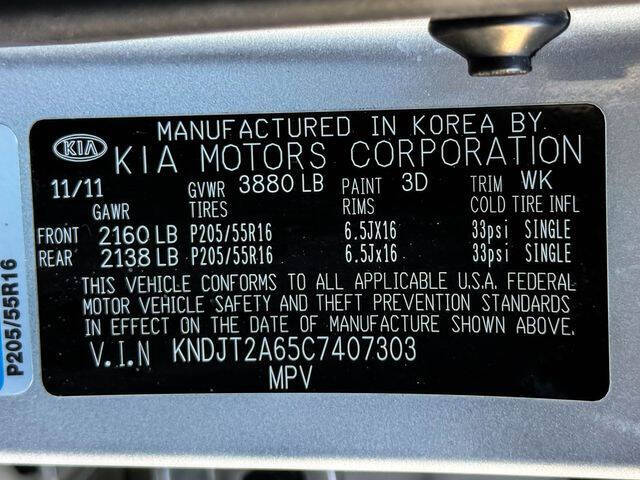 MANUFACTURED IN KOREA BY
KIA KIA MOTORS CORPORATION
11/11 GVWR 3880 LB PAINT 3D TRIM WK
GAWR TIRES RIMS COLD TIRE INFL
FRONT 2160 LB P205/55R16 6.5JX16 33psi SINGLE
REAR 2138 LB P205/55R16 6.5Jx16 33psi SINGLE
THIS VEHICLE CONFORMS TO ALL APPLICABLE U.S.A. FEDERAL
MOTOR VEHICLE SAFETY AND THEFT PREVENTION STANDARDS
IN EFFECT ON THE DATE OF MANUFACTURE SHOWN ABOVE.
V.I.N KNDJT2A65C7407303
MPV
P205/55R16